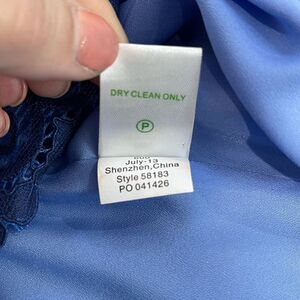 DRY CLEAN ONLY
P
July-13
Shenzhen,China
Style 58183
PO 041426